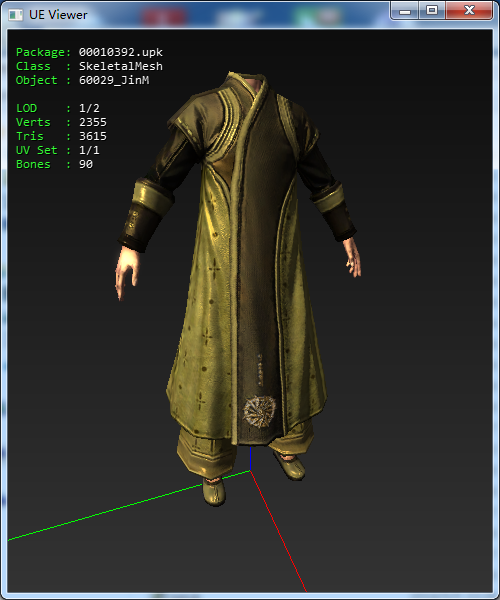 UE Viewer
Package: 00010392.upk
Class : SkeletalMesh
Object : 60029_JinM
LOD : 1/2
Verts : 2355
Tris : 3615
UV Set : 1/1
Bones : 90